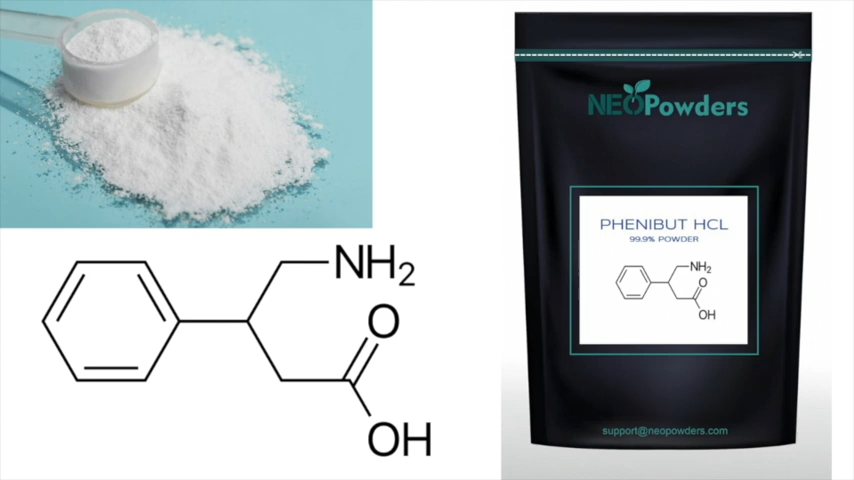 NEOPowders
PHENIBUT HCL
99.9% POWDER
NH2
O
OH
support@neopowders.com
NH2
O
OH